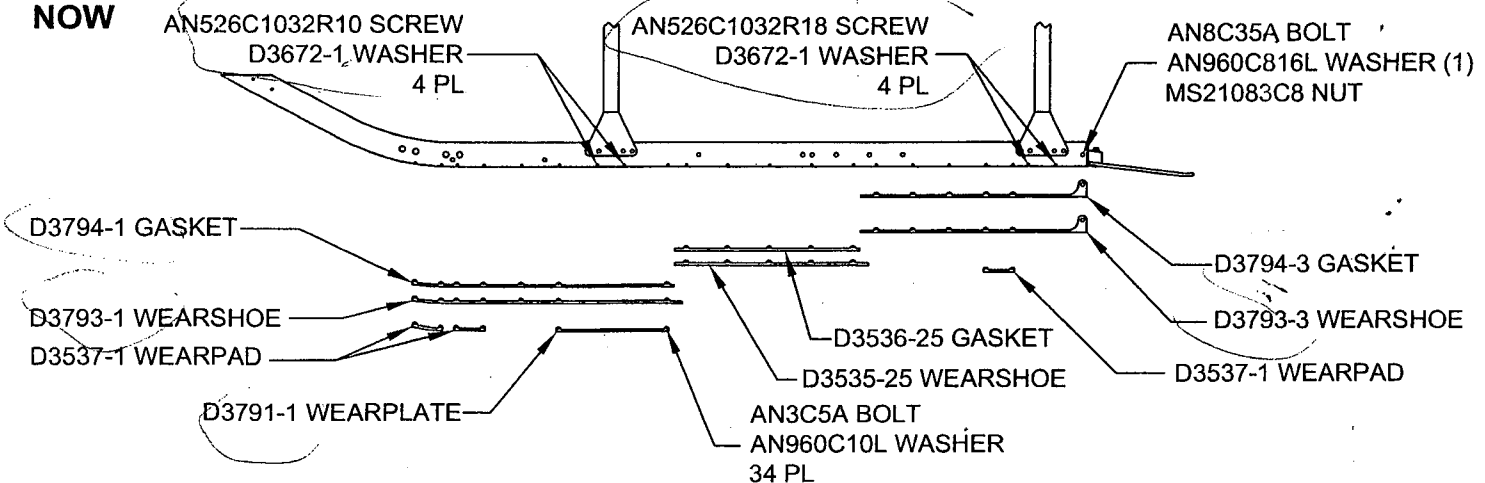 NOW
AN526C1032R10 SCREW
D3672-1 WASHER
4 PL
AN526C1032R18 SCREW
D3672-1 WASHER
4 PL
AN8C35A BOLT
AN960C816L WASHER (1)
MS21083C8 NUT
D3794-1 GASKET
D3793-1 WEARSHOE
D3537-1 WEARPAD
D3791-1 WEARPLATE
D3794-3 GASKET
D3793-3 WEARSHOE
D3536-25 GASKET
D3535-25 WEARSHOE
D3537-1 WEARPAD
AN3C5A BOLT
AN960C10L WASHER
34 PL